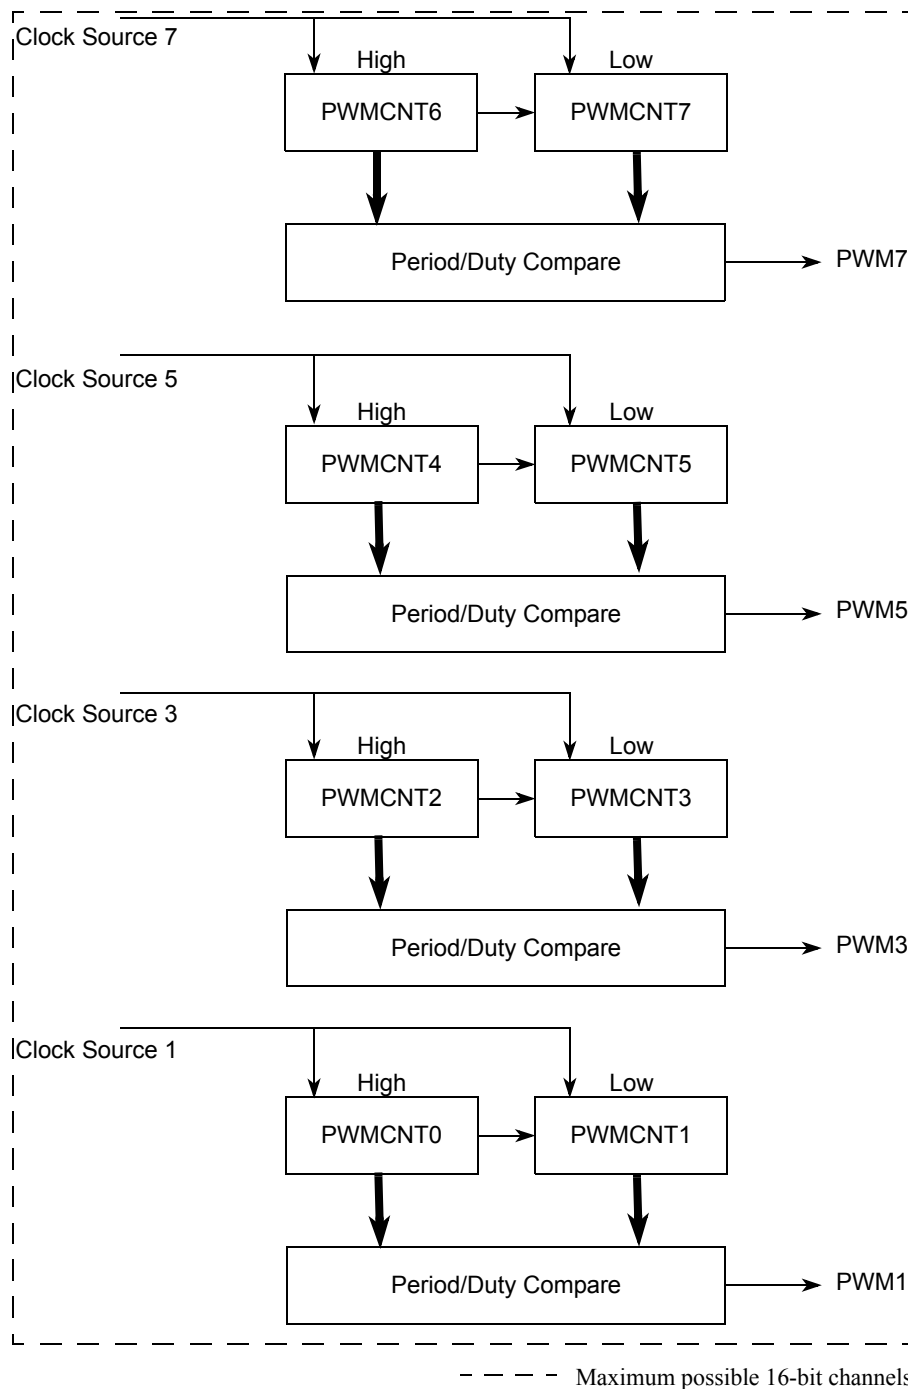 Clock Source 7
High
Low
PWMCNT6
PWMCNT7
Period/Duty Compare
PWM7
Clock Source 5
High
Low
PWMCNT4
PWMCNT5
Period/Duty Compare
PWM5
Clock Source 3
High
Low
PWMCNT2
PWMCNT3
Period/Duty Compare
PWM3
Clock Source 1
High
Low
PWMCNT0
PWMCNT1
Period/Duty Compare
PWM1
Maximum possible 16-bit channels